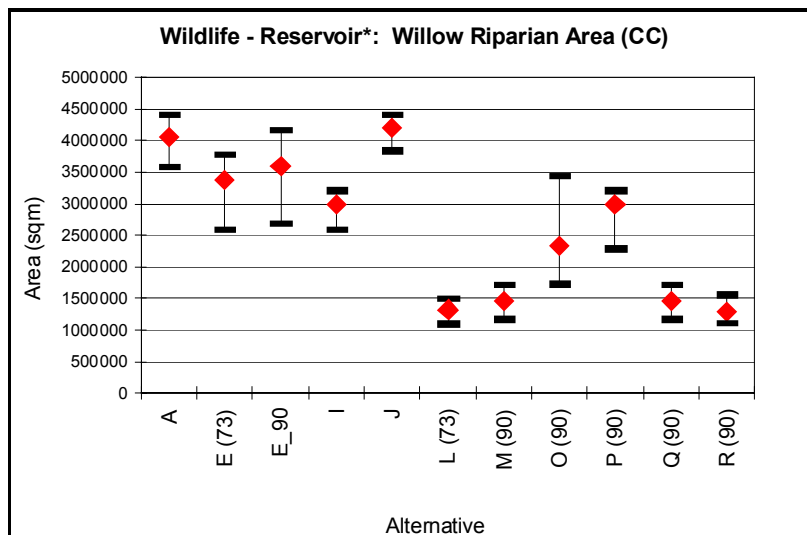 Wildlife - Reservoir*: Willow Riparian Area (CC)
5000000
4500000
4000000
3500000
3000000
2500000
2000000
1500000
1000000
500000
0
Area (sqm)
A
E (73)
E_90
I
J
L (73)
M (90)
O (90)
P (90)
Q (90)
R (90)
Alternative